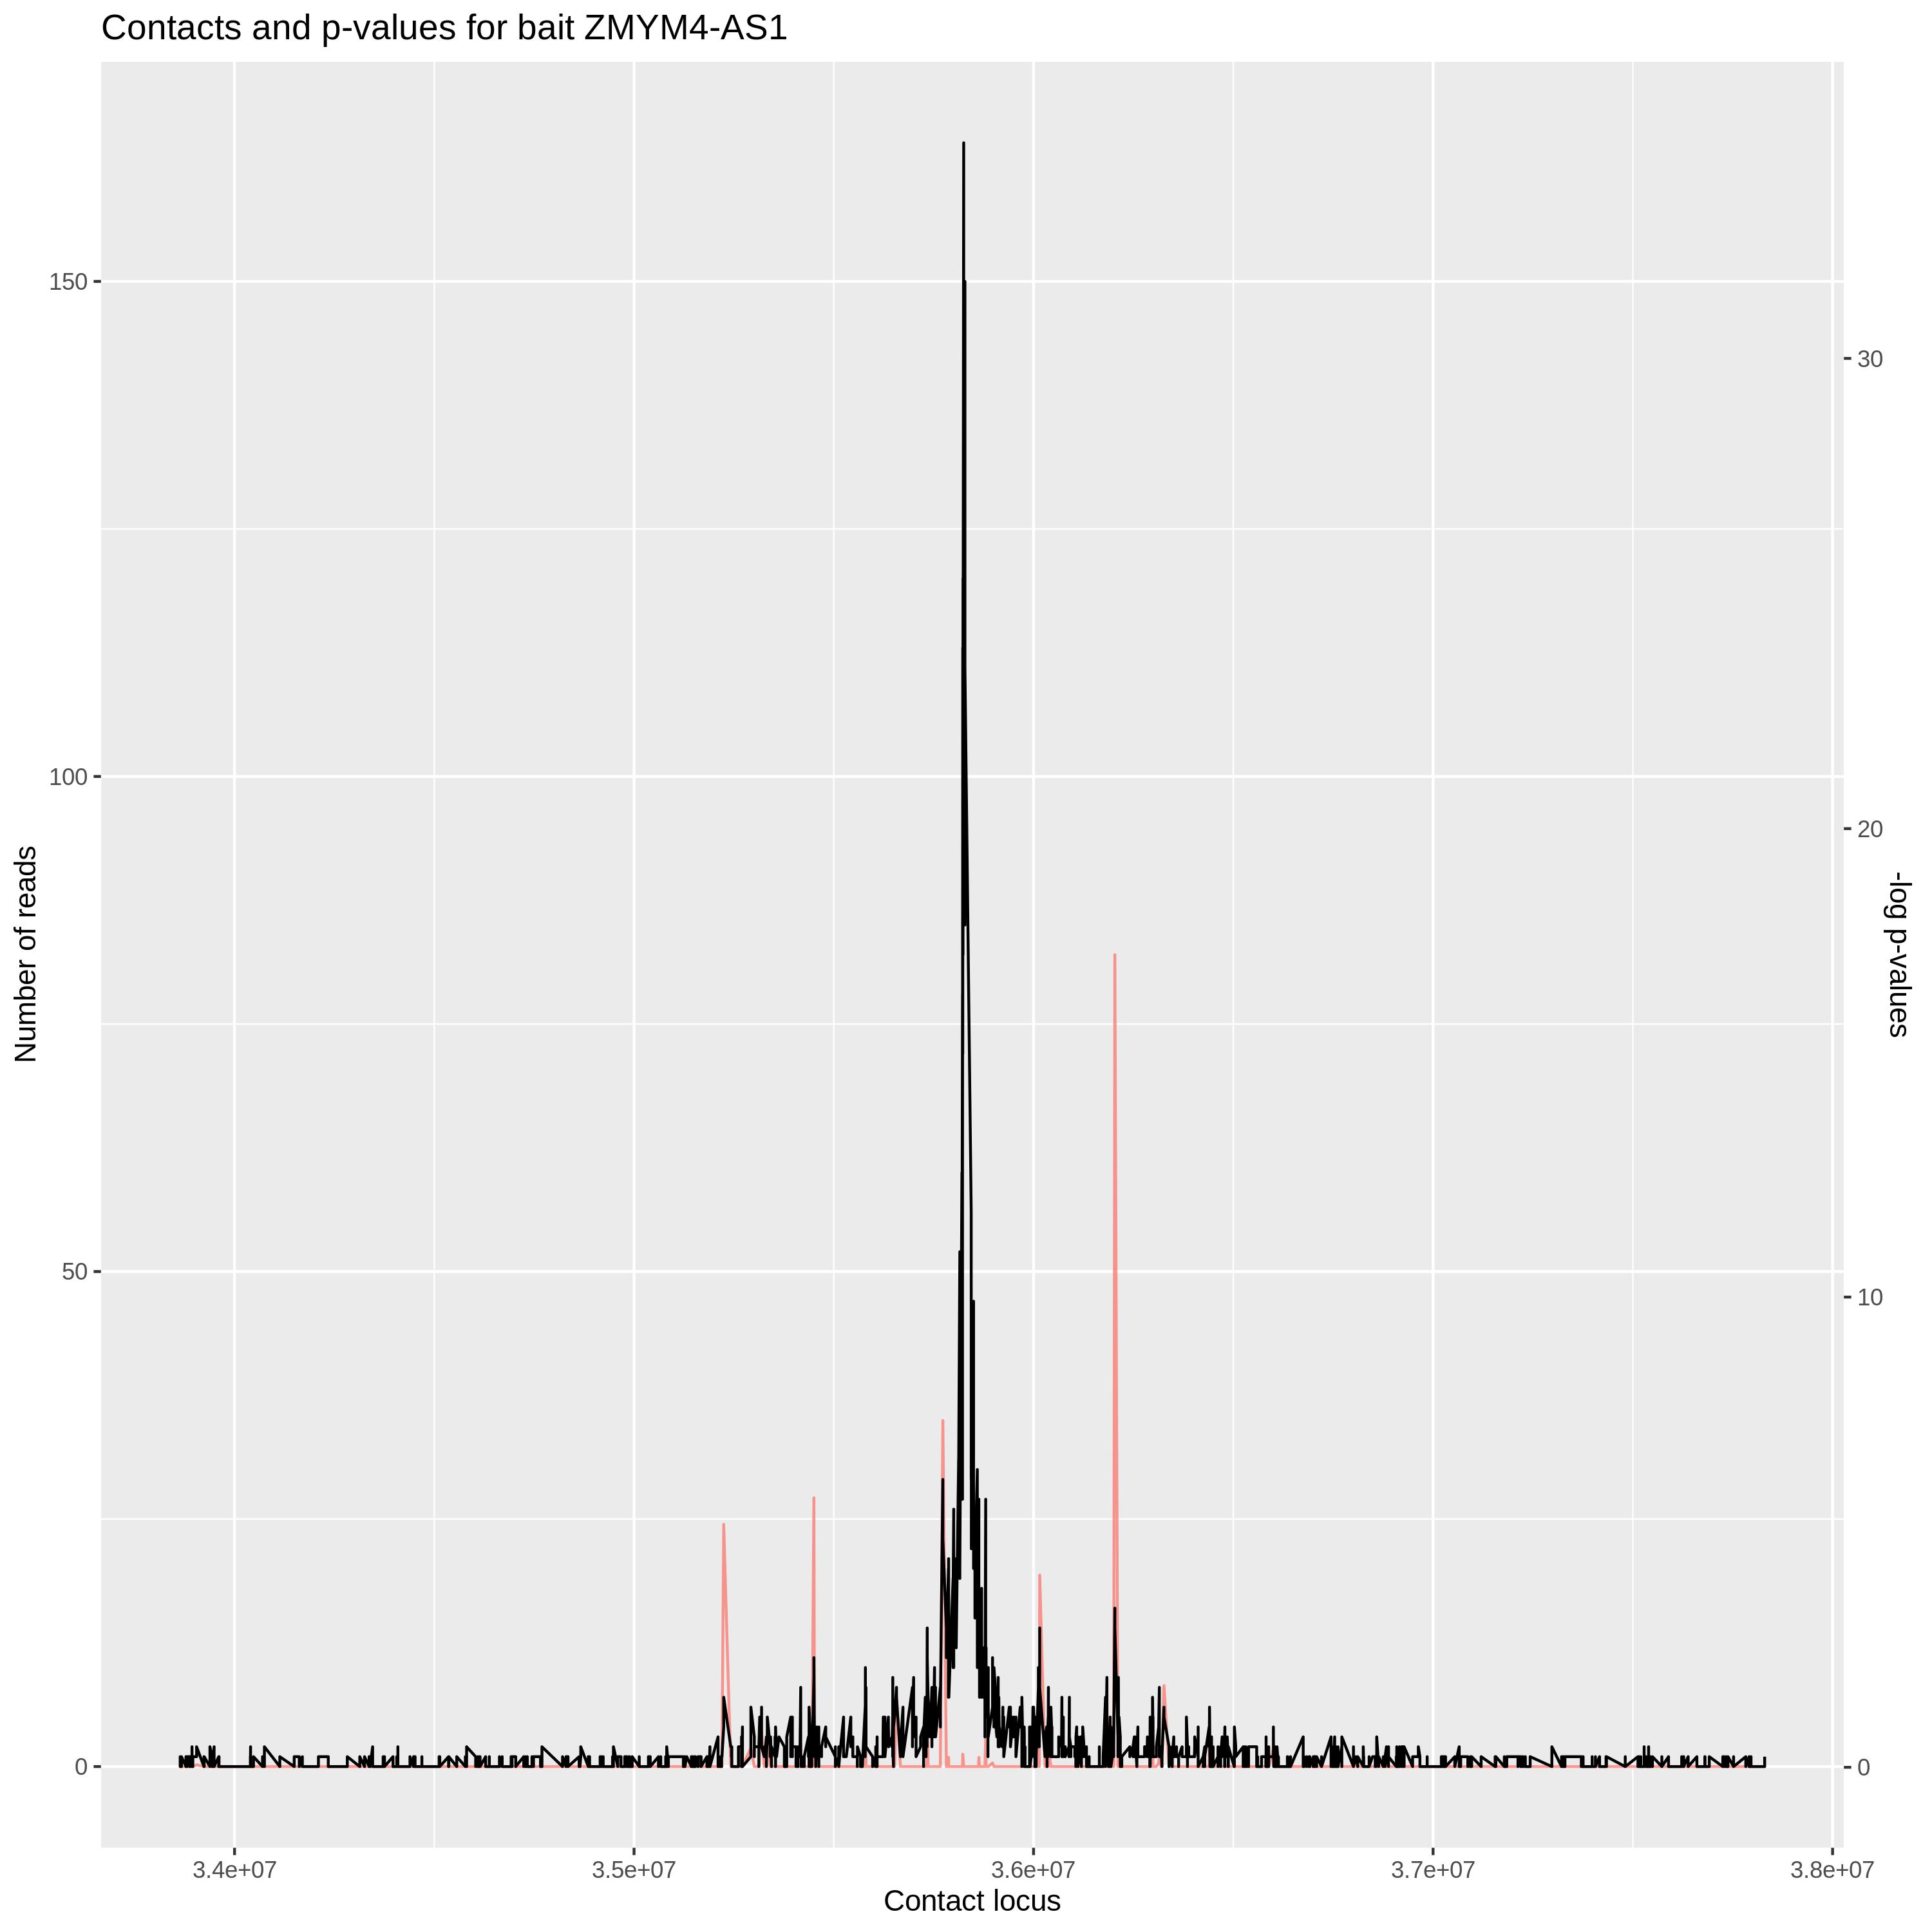 Contacts and p-values for bait ZMYM4-AS1
150
100
50
0
Number of reads
30
20
10
0
-log p-values
3.4e+07 3.5e+07 3.6e+07 3.7e+07 3.8e+07
Contact locus